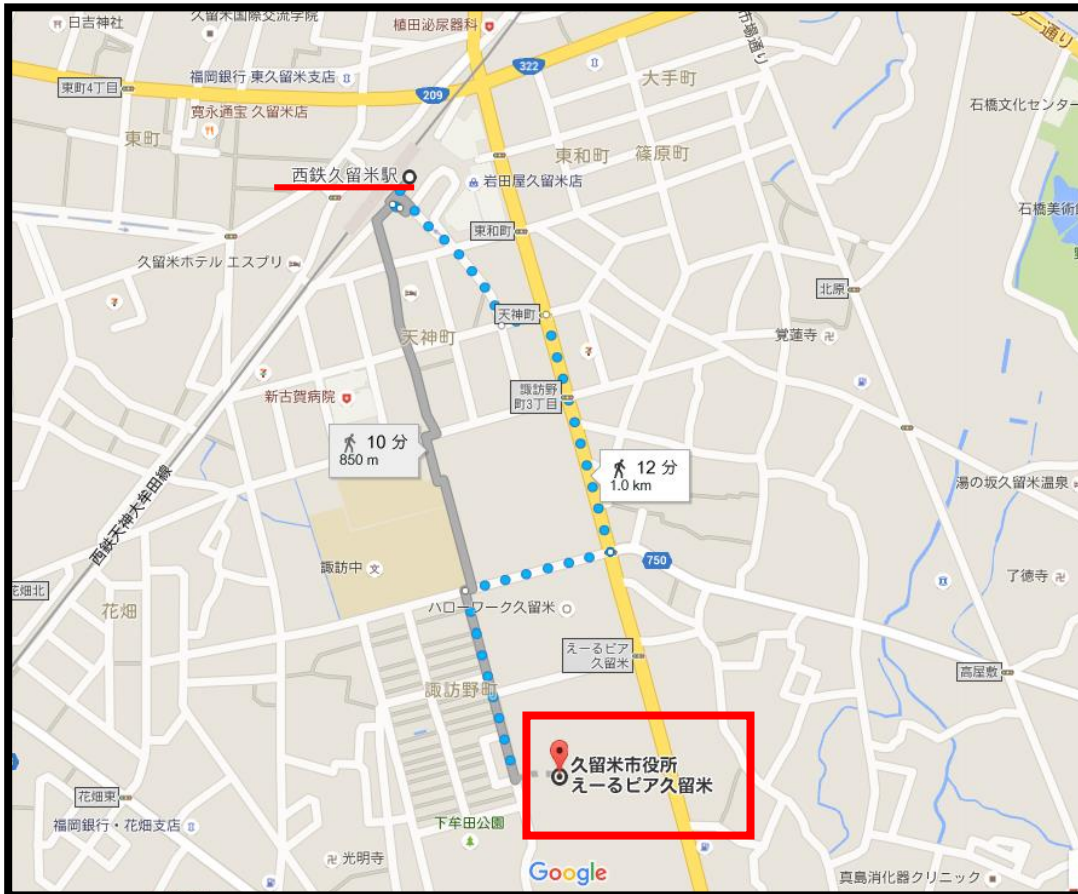 日吉神社
久留米国際交流学院
植田泌尿器科
市場通り
福岡銀行 東久留米支店
322
大手町
東町4丁目
209
寛永通宝 久留米店
石橋文化センター
東町
東和町
篠原町
西鉄久留米駅
岩田屋久留米店
石橋美術館
東和町
久留米ホテル エスプリ
北原
天神町
天神町
覚蓮寺
諏訪野
町3丁目
新古賀病院
10 分
850 m
12 分
1.0 km
湯の坂久留米温泉
西鉄天神大牟田線
750
諏訪中
了徳寺
花畑北
花畑
ハローワーク久留米
えーるピア
久留米
高屋敷
諏訪野町
久留米市役所
えーるピア久留米
花畑東
福岡銀行・花畑支店
下牟田公園
光明寺
Google
真島消化器クリニック